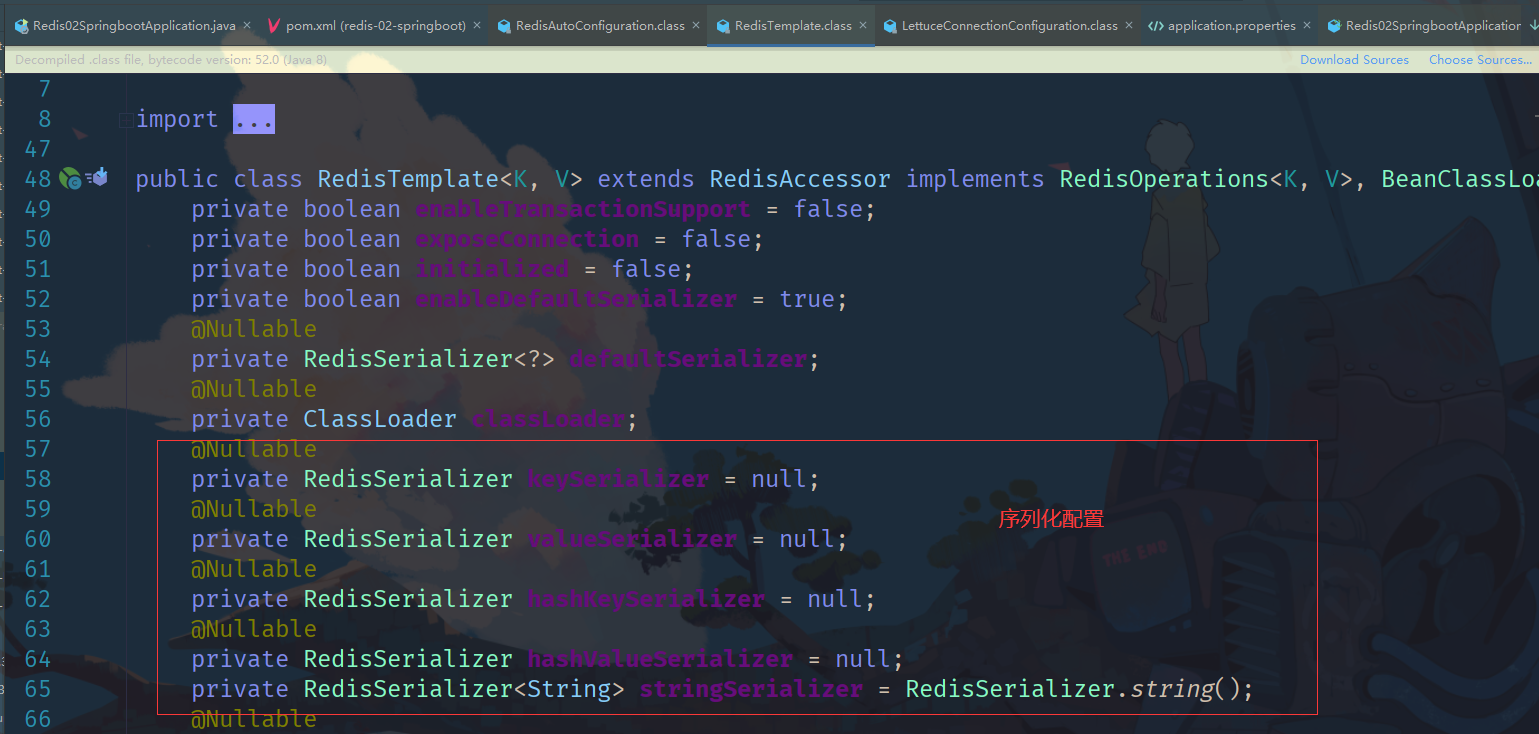 Redis02SpringbootApplication.java × pom.xml (redis-02-springboot) × RedisAutoConfiguration.class × RedisTemplate.class × LettuceConnectionConfiguration.class × application.properties × Redis02SpringbootApplication
Decompiled .class file, bytecode version: 52.0 (Java 8) Download Sources Choose Sources...
7
8 import ...
47
48 public class RedisTemplate<K, V> extends RedisAccessor implements RedisOperations<K, V>, BeanClassLoa
49 private boolean enableTransactionSupport = false;
50 private boolean exposeConnection = false;
51 private boolean initialized = false;
52 private boolean enableDefaultSerializer = true;
53 @Nullable
54 private RedisSerializer<?> defaultSerializer;
55 @Nullable
56 private ClassLoader classLoader;
57 @Nullable
58 private RedisSerializer keySerializer = null;
59 @Nullable
序列化配置
60 private RedisSerializer valueSerializer = null;
61 @Nullable
THE END
62 private RedisSerializer hashKeySerializer = null;
63 @Nullable
64 private RedisSerializer hashValueSerializer = null;
65 private RedisSerializer<String> stringSerializer = RedisSerializer.string();
66 @Nullable